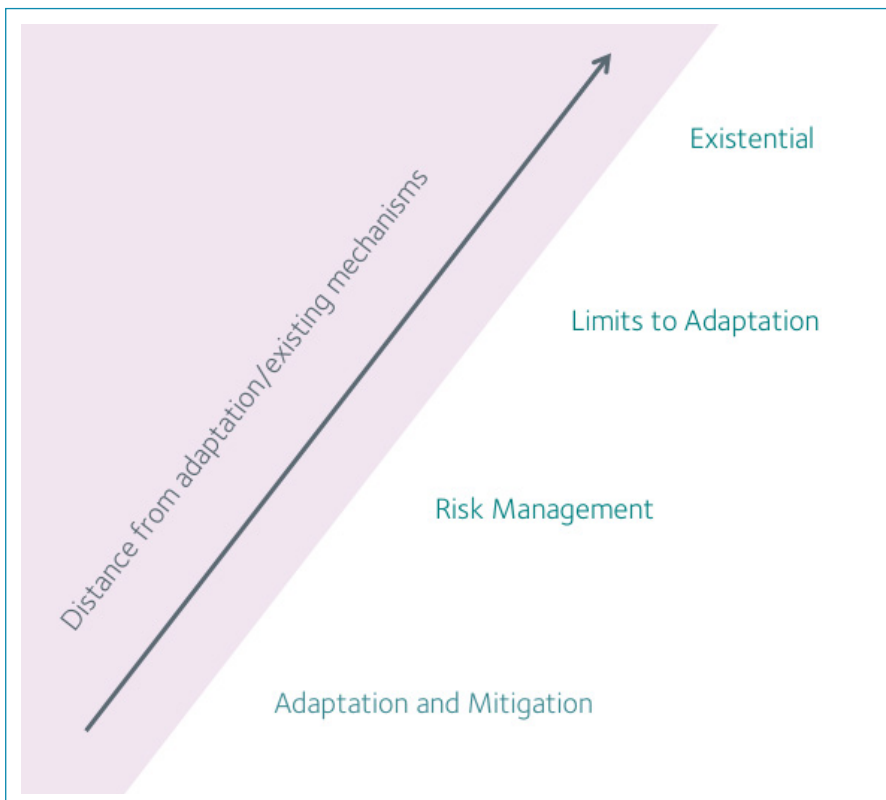 Existential
Limits to Adaptation
Distance from adaptation/existing mechanisms
Risk Management
Adaptation and Mitigation